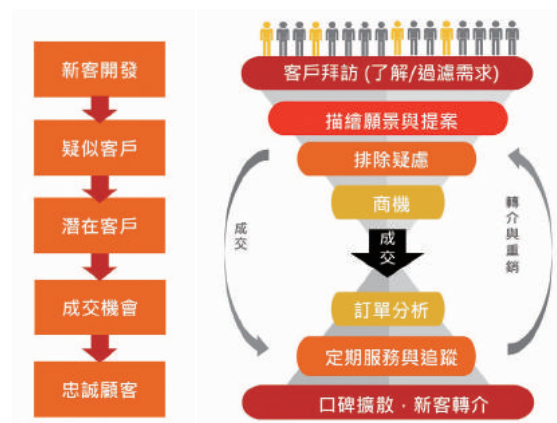 新客開發
疑似客戶
潛在客戶
成交機會
忠誠顧客
客戶拜訪 (了解/過濾需求)
描繪願景與提案
排除疑慮
商機
成交
成交
轉介與重銷
訂單分析
定期服務與追蹤
口碑擴散．新客轉介